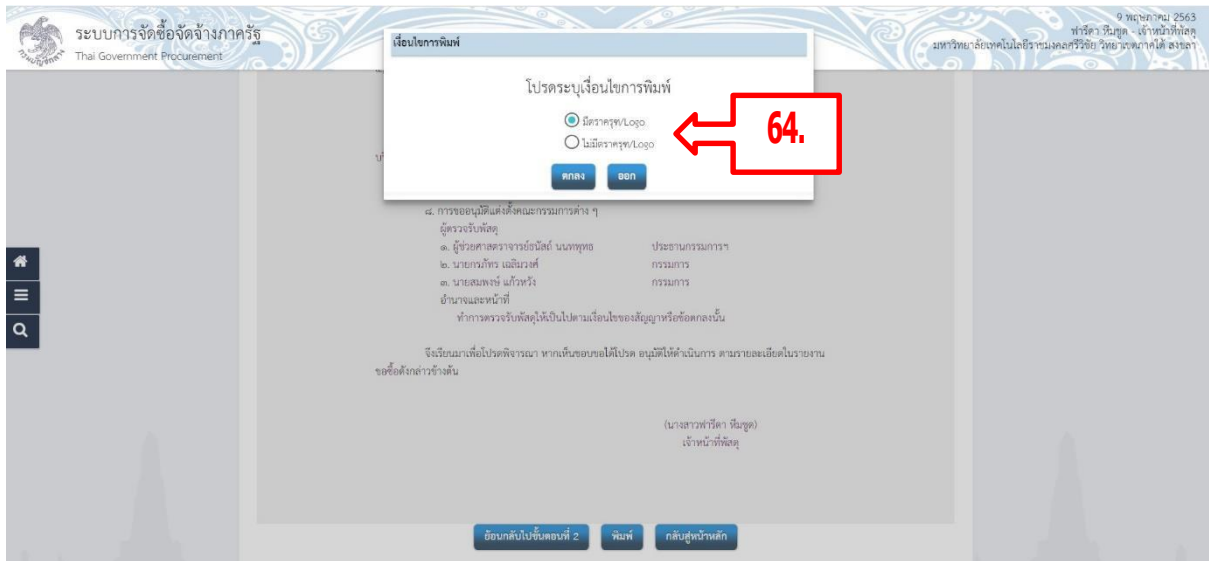 ระบบการจัดซื้อจัดจ้างภาครัฐ
Thai Government Procurement
9 พฤษภาคม 2563
ฟารีดา หีมชูด - เจ้าหน้าที่พัสดุ
มหาวิทยาลัยเทคโนโลยีราชมงคลศรีวิชัย วิทยาเขตภาคใต้ สงขลา
เงื่อนไขการพิมพ์
โปรดระบุเงื่อนไขการพิมพ์
มีตราครุฑ/Logo
ไม่มีตราครุฑ/Logo
64.
ตกลง ออก
๘. การขออนุมัติแต่งตั้งคณะกรรมการต่าง ๆ
ผู้ตรวจรับพัสดุ
๑. ผู้ช่วยศาสตราจารย์ธนัสถ์ นนทพุทธ ประธานกรรมการฯ
๒. นายกรภัทร เฉลิมวงศ์ กรรมการ
๓. นายสมพงษ์ แก้วหวัง กรรมการ
อำนาจและหน้าที่
ทำการตรวจรับพัสดุให้เป็นไปตามเงื่อนไขของสัญญาหรือข้อตกลงนั้น
จึงเรียนมาเพื่อโปรดพิจารณา หากเห็นชอบขอได้โปรด อนุมัติให้ดำเนินการ ตามรายละเอียดในรายงาน
ขอซื้อดังกล่าวข้างต้น
(นางสาวฟารีดา หีมชูด)
เจ้าหน้าที่พัสดุ
ย้อนกลับไปขั้นตอนที่ 2 พิมพ์ กลับสู่หน้าหลัก